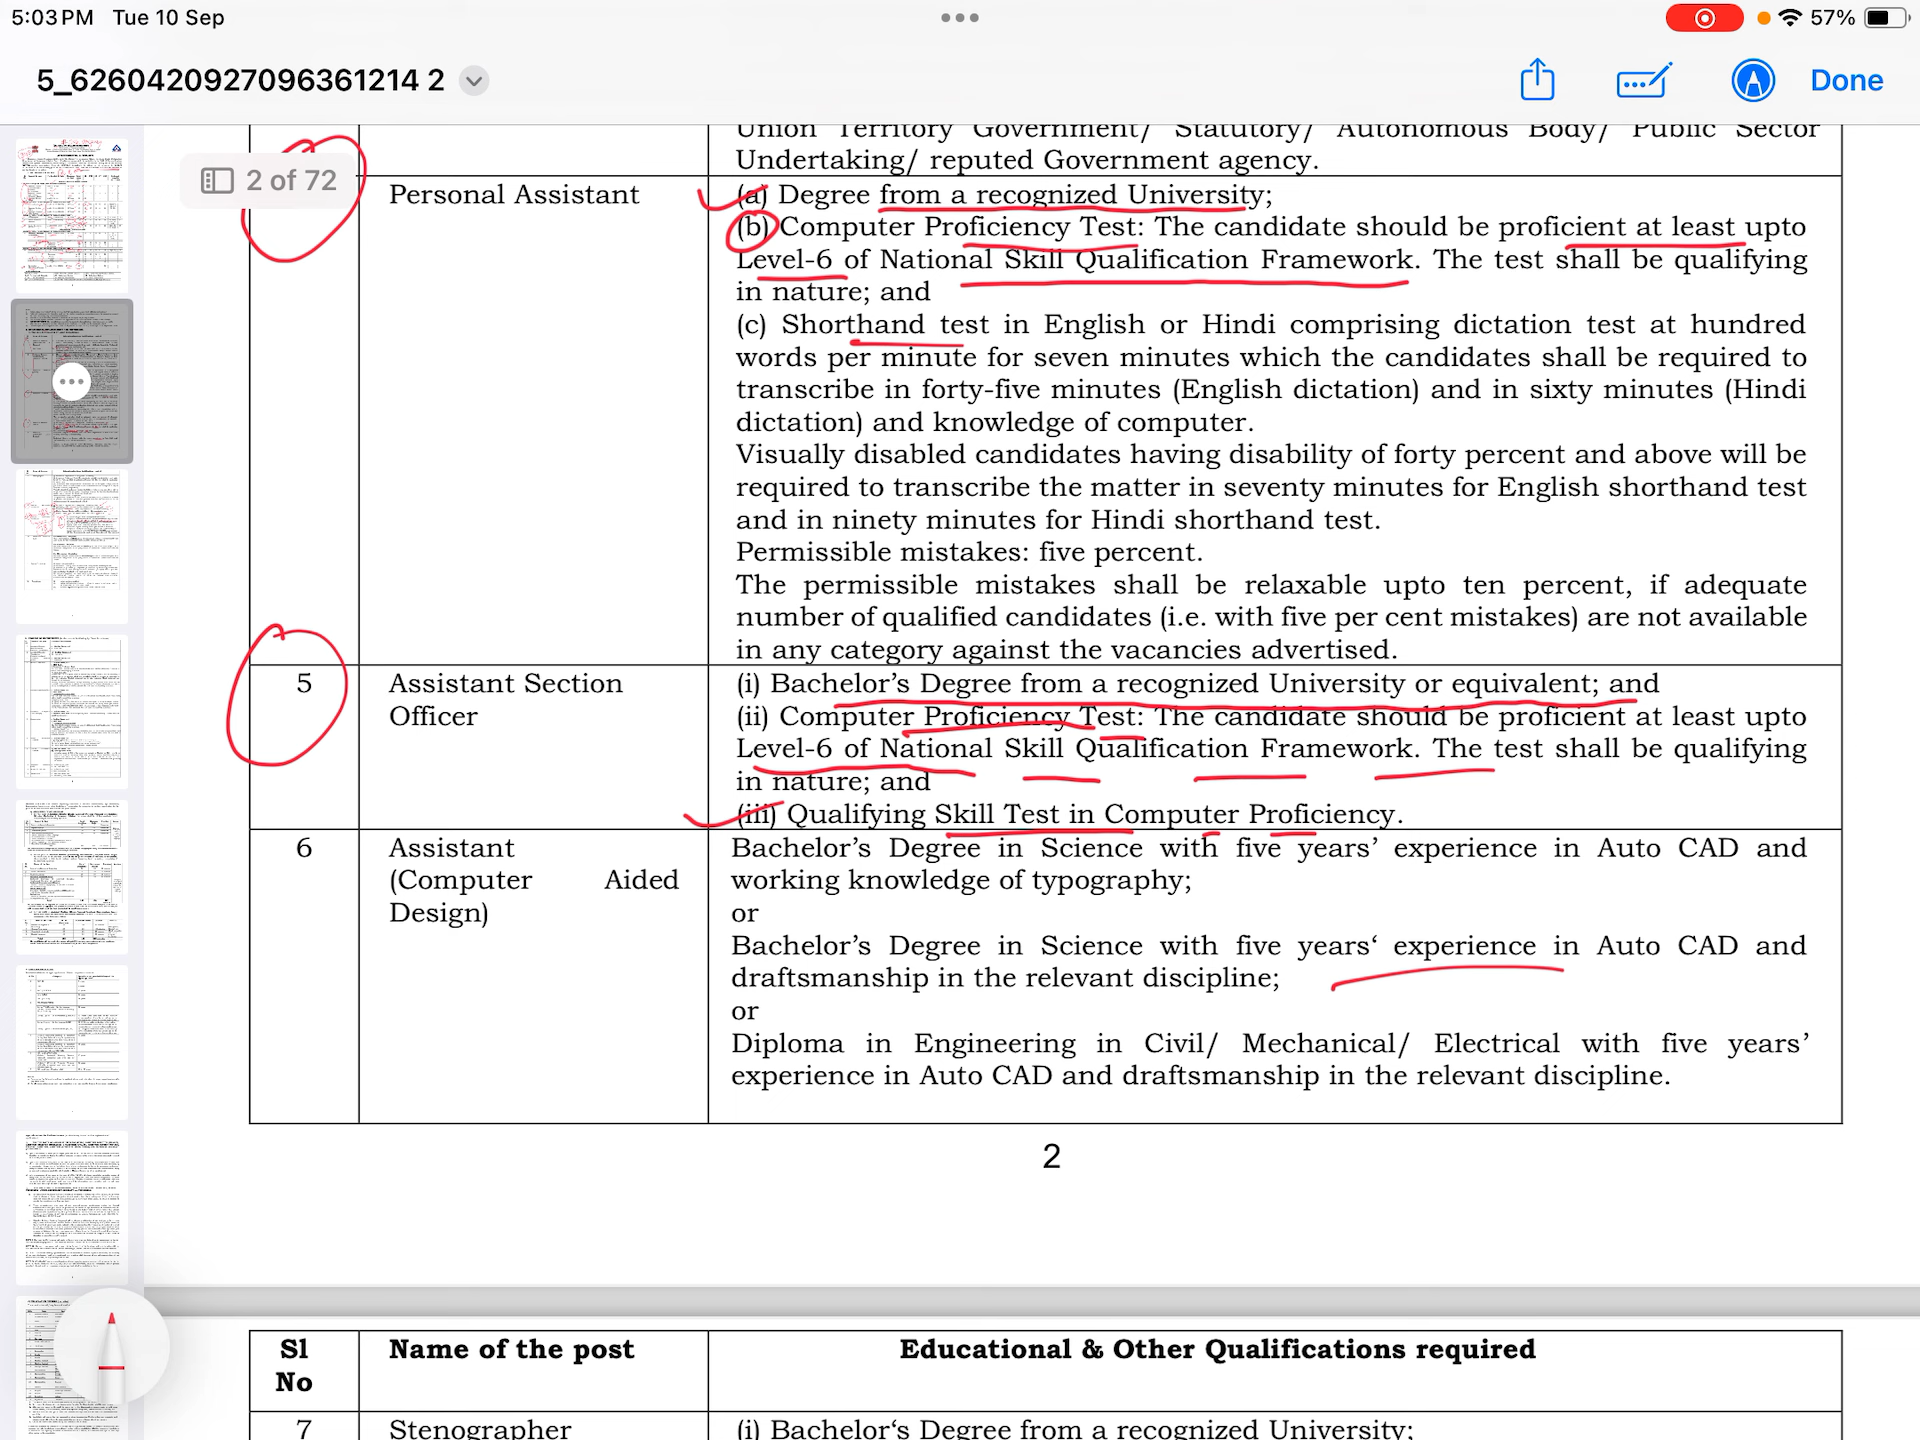 5:03 PM Tue 10 Sep
57%
5_6260420927096361214 2
Done
2 of 72
Union Territory Government/ Statutory/ Autonomous Body/ Public Sector
Undertaking/ reputed Government agency.
Personal Assistant
(a) Degree from a recognized University;
(b) Computer Proficiency Test: The candidate should be proficient at least upto
Level-6 of National Skill Qualification Framework. The test shall be qualifying
in nature; and
(c) Shorthand test in English or Hindi comprising dictation test at hundred
words per minute for seven minutes which the candidates shall be required to
transcribe in forty-five minutes (English dictation) and in sixty minutes (Hindi
dictation) and knowledge of computer.
Visually disabled candidates having disability of forty percent and above will be
required to transcribe the matter in seventy minutes for English shorthand test
and in ninety minutes for Hindi shorthand test.
Permissible mistakes: five percent.
The permissible mistakes shall be relaxable upto ten percent, if adequate
number of qualified candidates (i.e. with five per cent mistakes) are not available
in any category against the vacancies advertised.
5
Assistant Section
Officer
(i) Bachelor's Degree from a recognized University or equivalent; and
(ii) Computer Proficiency Test: The candidate should be proficient at least upto
Level-6 of National Skill Qualification Framework. The test shall be qualifying
in nature; and
(iii) Qualifying Skill Test in Computer Proficiency.
6
Assistant
(Computer Aided
Design)
Bachelor's Degree in Science with five years' experience in Auto CAD and
working knowledge of typography;
or
Bachelor's Degree in Science with five years‘ experience in Auto CAD and
draftsmanship in the relevant discipline;
or
Diploma in Engineering in Civil/ Mechanical/ Electrical with five years'
experience in Auto CAD and draftsmanship in the relevant discipline.
2
Sl
No
Name of the post
Educational & Other Qualifications required
7
Stenographer
(i) Bachelor‘s Degree from a recognized University;